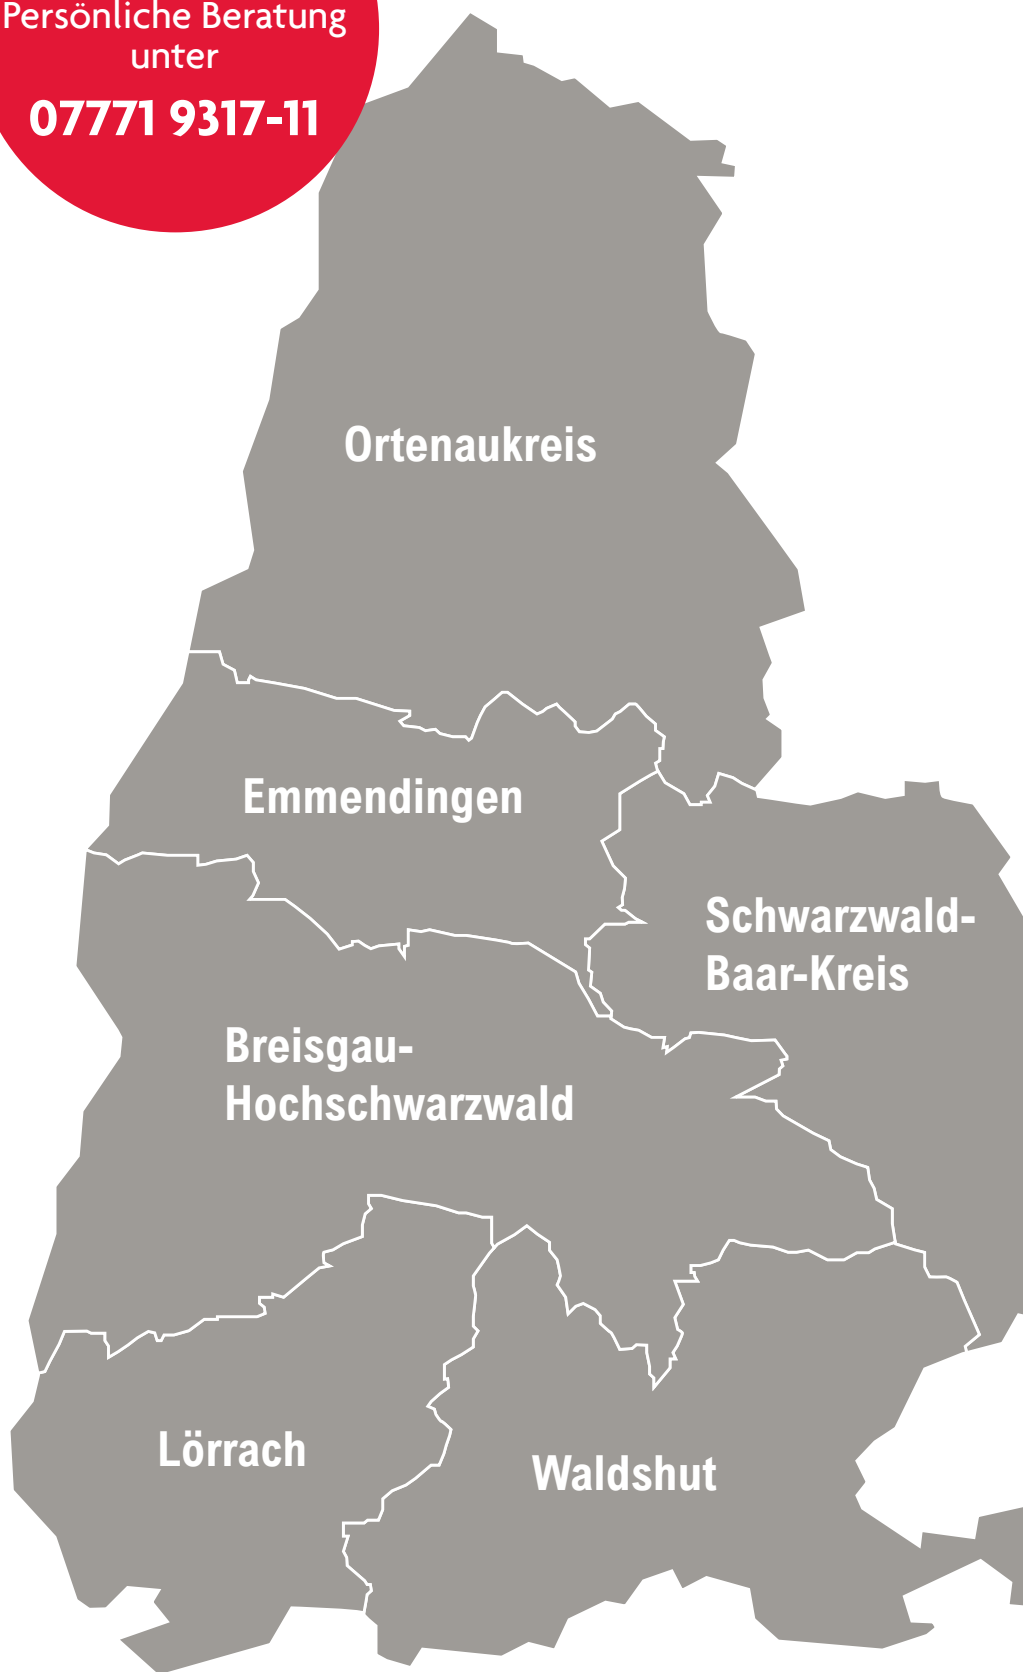 Persönliche Beratung
unter
07771 9317-11
Ortenaukreis
Emmendingen
Schwarzwald-
Baar-Kreis
Breisgau-
Hochschwarzwald
Lörrach
Waldshut